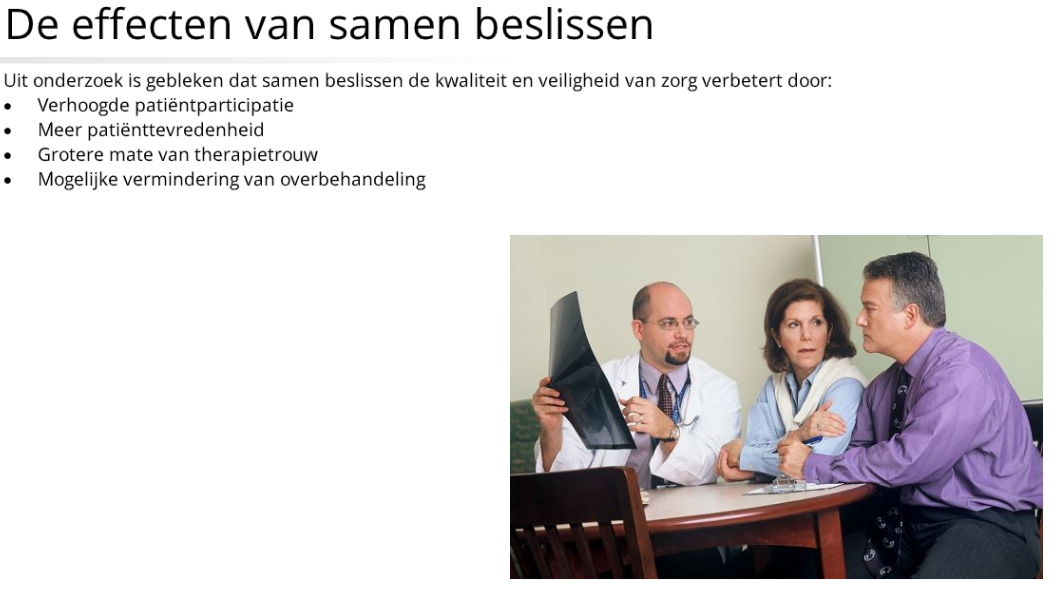 De effecten van samen beslissen
Uit onderzoek is gebleken dat samen beslissen de kwaliteit en veiligheid van zorg verbetert door:
• Verhoogde patiëntparticipatie
• Meer patiënttevredenheid
• Grotere mate van therapietrouw
• Mogelijke vermindering van overbehandeling